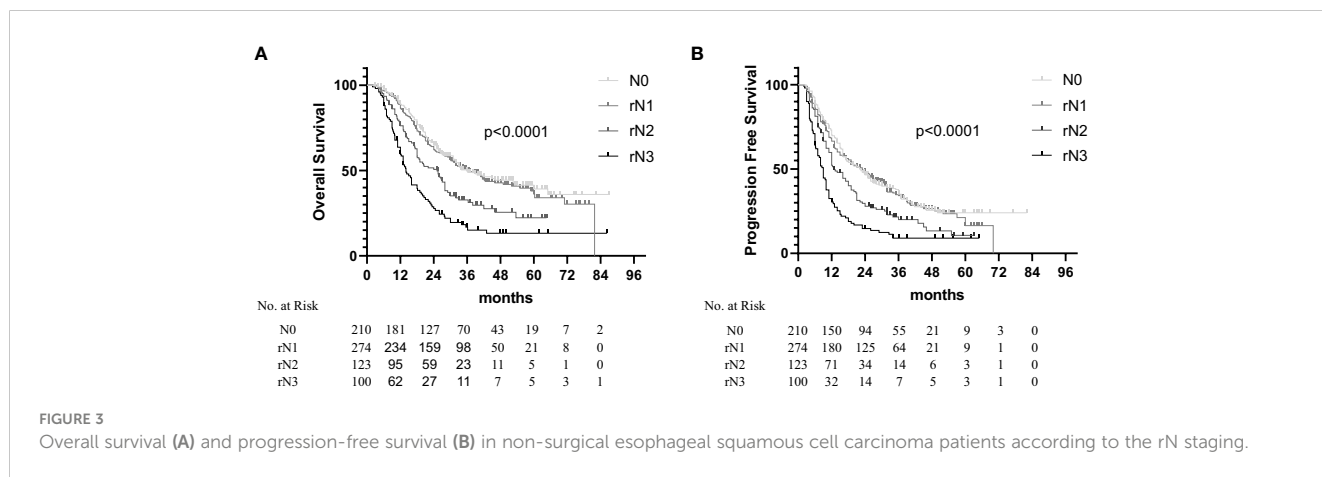 A
Overall Survival
100
50
0
N0
rN1
rN2
rN3
p<0.0001
0 12 24 36 48 60 72 84 96
months
No. at Risk
N0 210 181 127 70 43 19 7 2
rN1 274 234 159 98 50 21 8 0
rN2 123 95 59 23 11 5 1 0
rN3 100 62 27 11 7 5 3 1
B
Progression Free Survival
100
50
0
N0
rN1
rN2
rN3
p<0.0001
0 12 24 36 48 60 72 84 96
months
No. at Risk
N0 210 150 94 55 21 9 3 0
rN1 274 180 125 64 21 9 1 0
rN2 123 71 34 14 6 3 1 0
rN3 100 32 14 7 5 3 1 0
FIGURE 3
Overall survival (A) and progression-free survival (B) in non-surgical esophageal squamous cell carcinoma patients according to the rN staging.